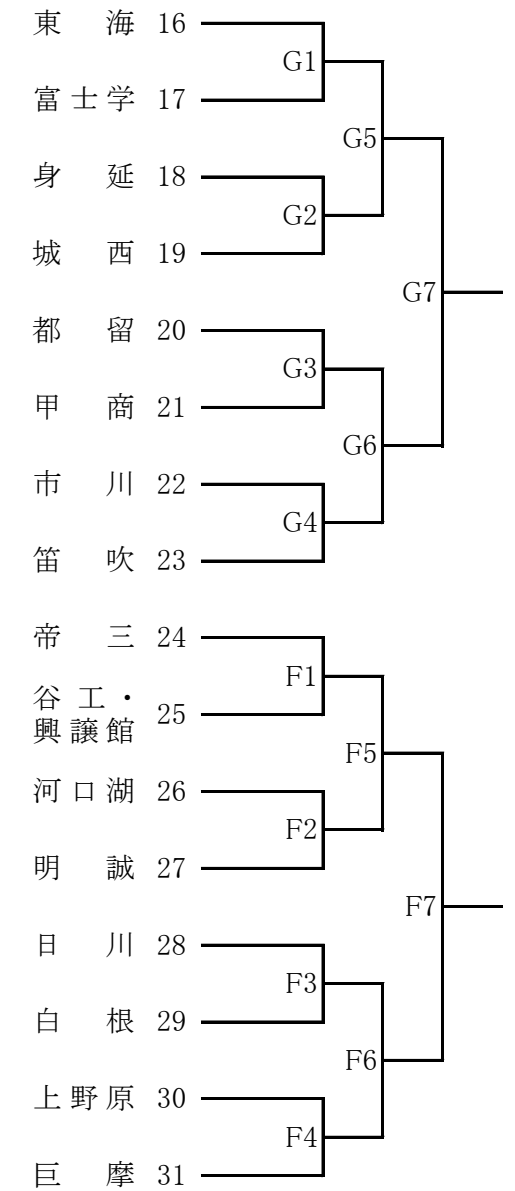 東 海 16
G1
富士学 17
G5
身 延 18
G2
城 西 19
G7
都 留 20
G3
甲 商 21
G6
市 川 22
G4
笛 吹 23
帝 三 24
F1
谷工・
興譲館 25
F5
河口湖 26
F2
明 誠 27
F7
日 川 28
F3
白 根 29
F6
上野原 30
F4
巨 摩 31